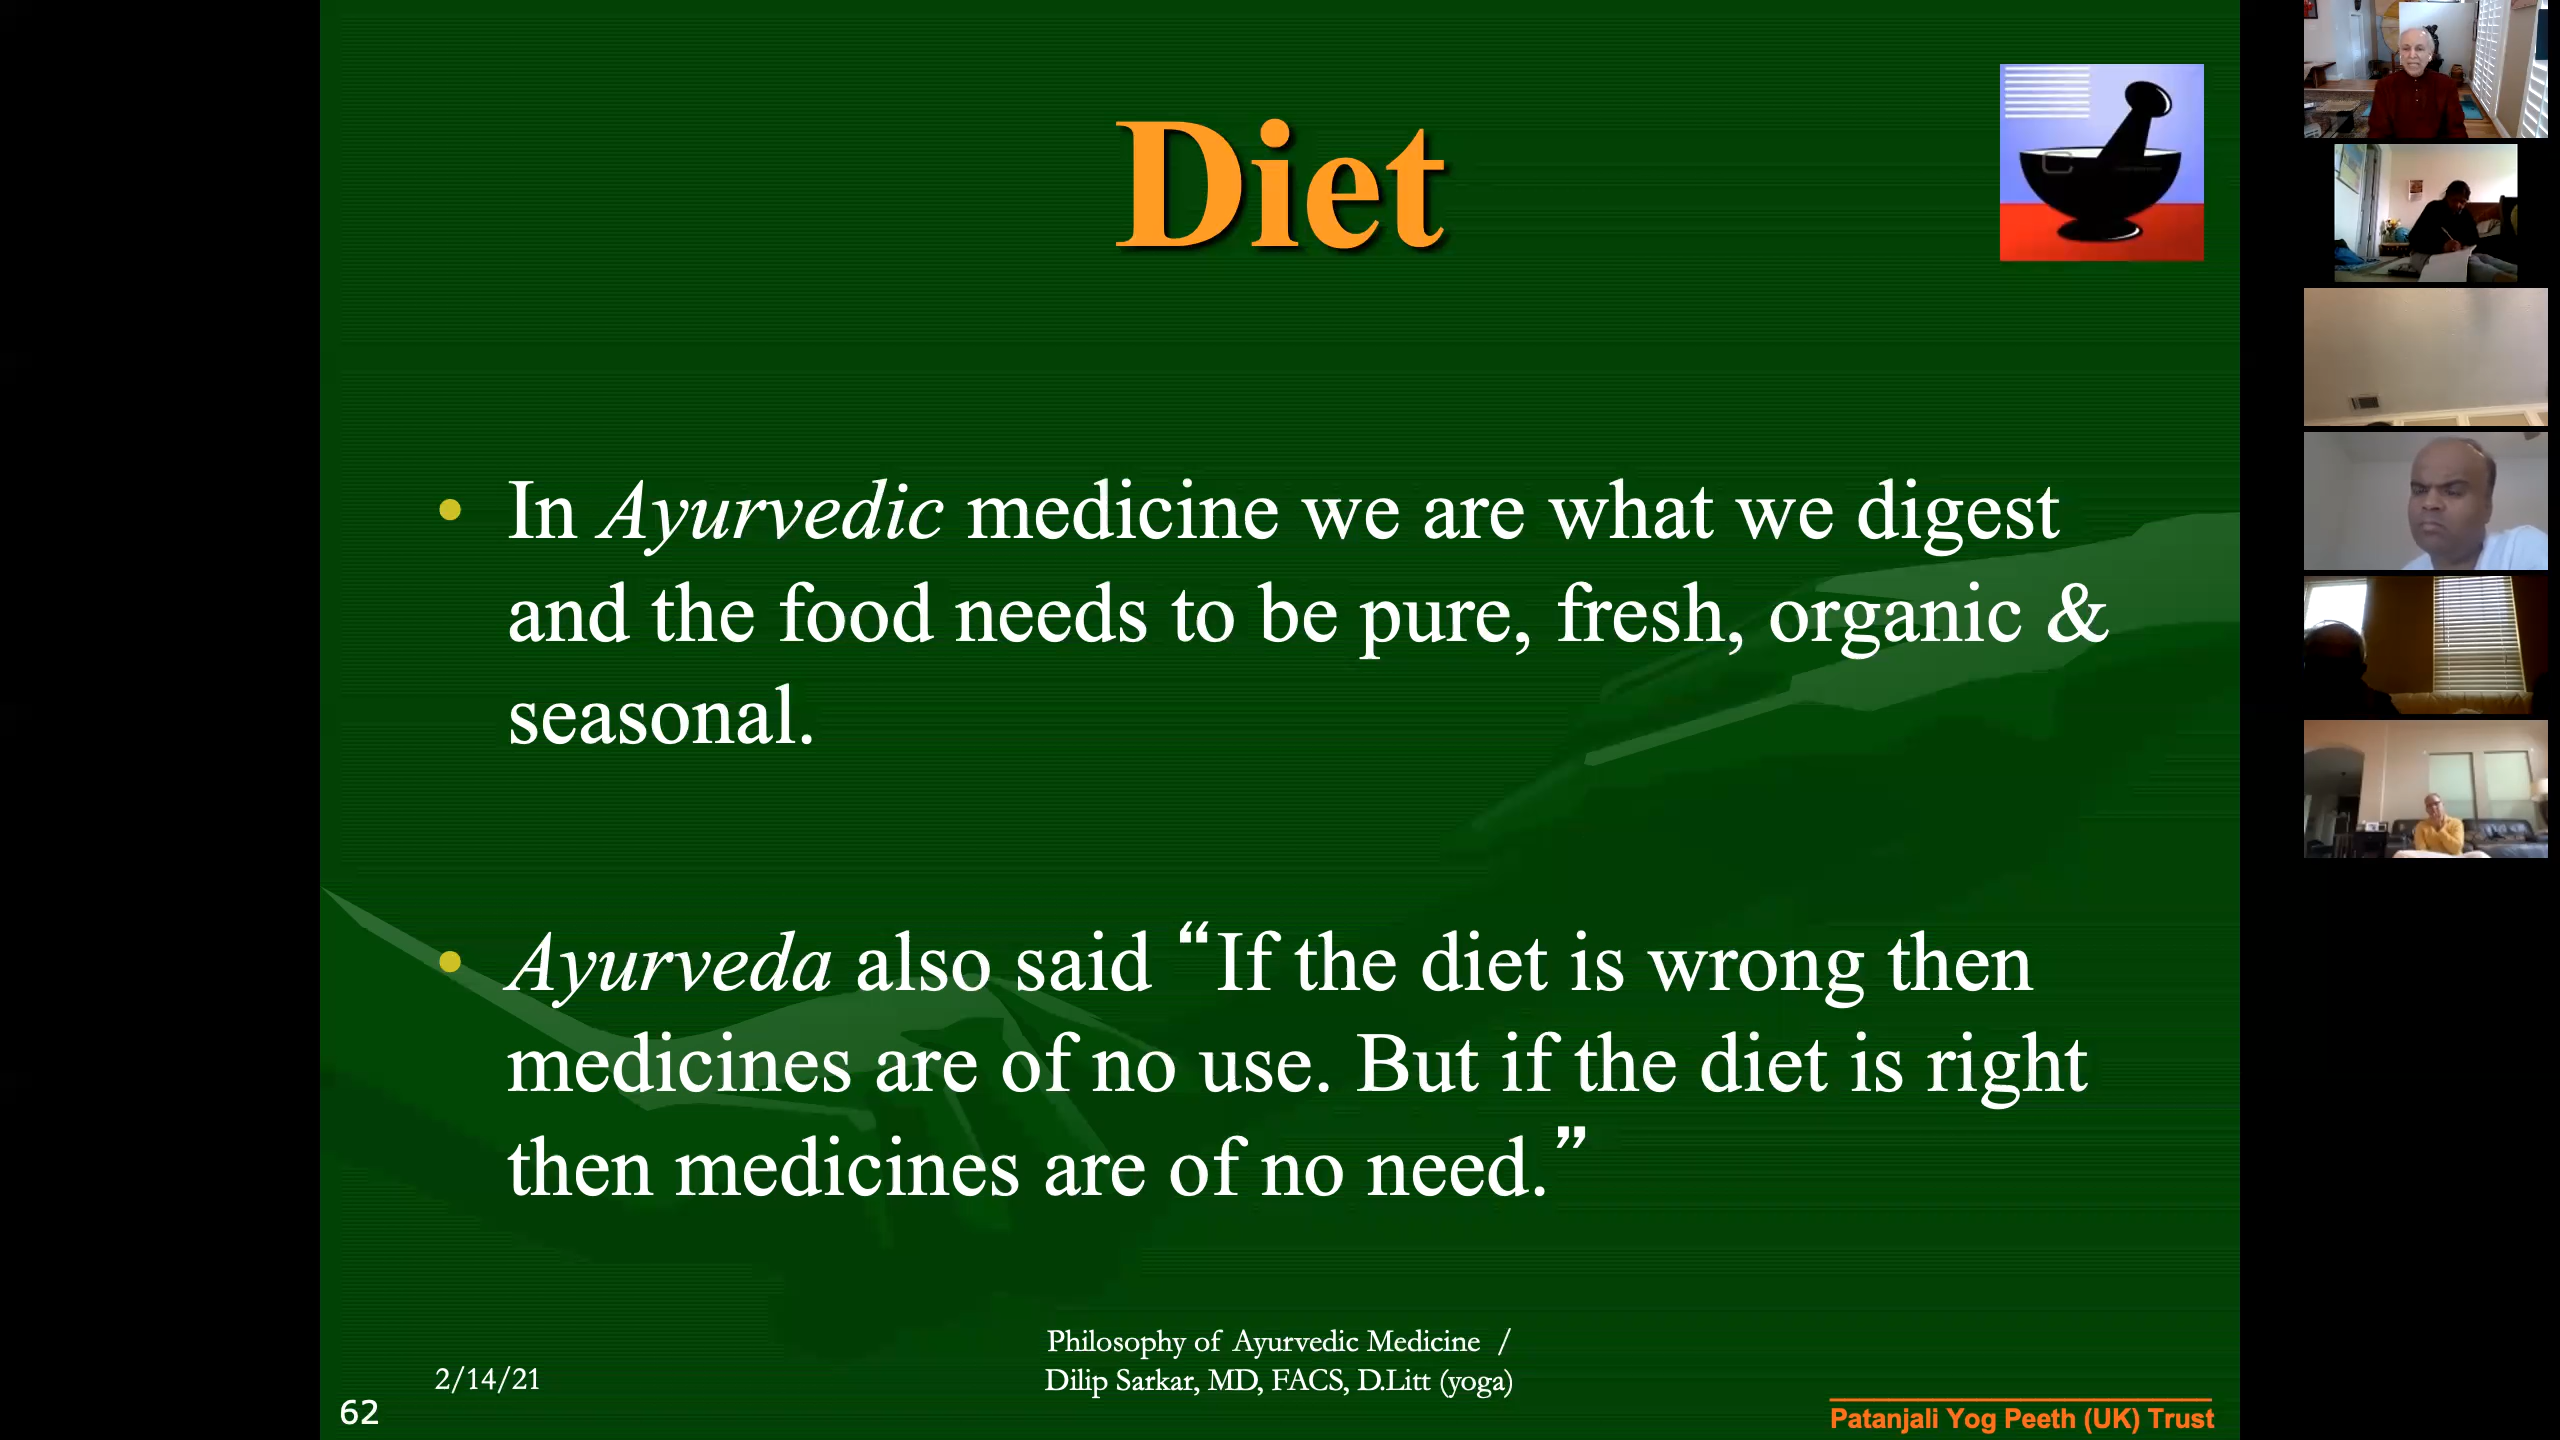 Diet
• In Ayurvedic medicine we are what we digest
and the food needs to be pure, fresh, organic &
seasonal.
• Ayurveda also said “If the diet is wrong then
medicines are of no use. But if the diet is right
then medicines are of no need.”
Philosophy of Ayurvedic Medicine /
Dilip Sarkar, MD, FACS, D.Litt (yoga)
2/14/21
62
Patanjali Yog Peeth (UK) Trust